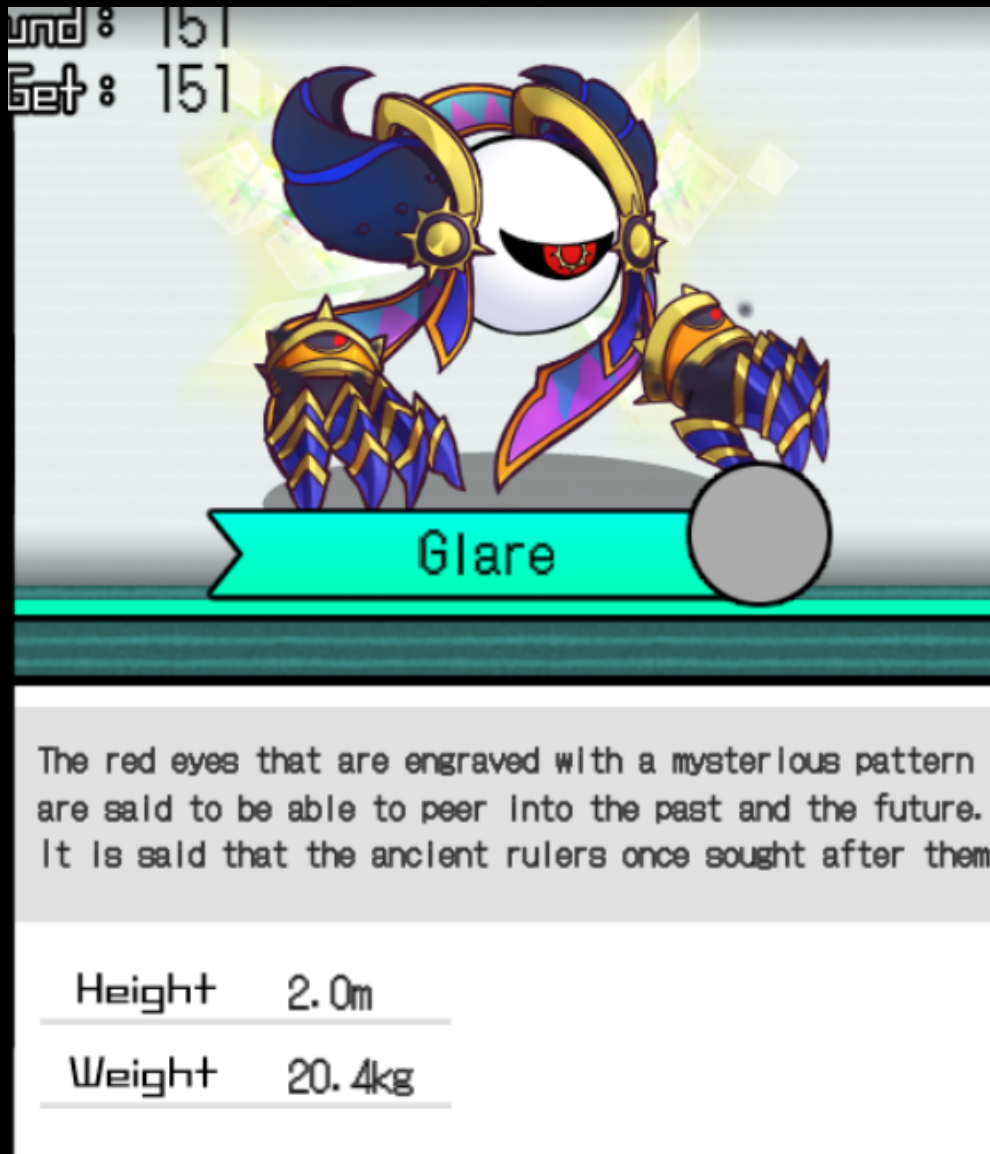 und: 151
Get: 151
Glare
The red eyes that are engraved with a mysterious pattern
are said to be able to peer into the past and the future.
It is said that the ancient rulers once sought after them
Height 2.0m
Weight 20.4kg